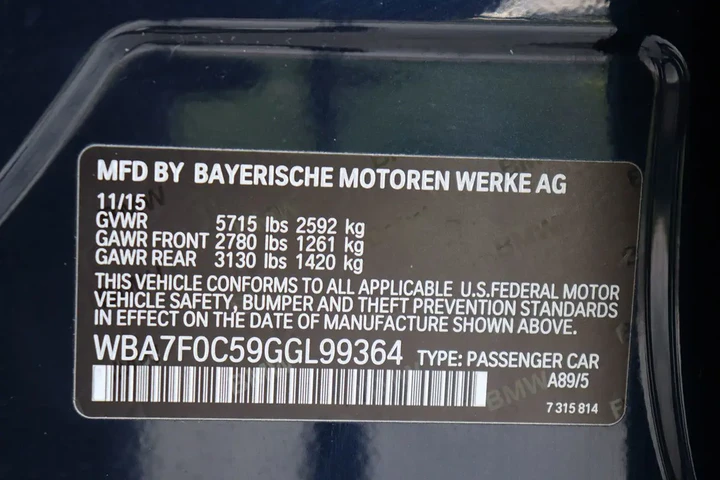 MFD BY BAYERISCHE MOTOREN WERKE AG
11/15
GVWR 5715 lbs 2592 kg
GAWR FRONT 2780 lbs 1261 kg
GAWR REAR 3130 lbs 1420 kg
THIS VEHICLE CONFORMS TO ALL APPLICABLE U.S.FEDERAL MOTOR
VEHICLE SAFETY, BUMPER AND THEFT PREVENTION STANDARDS
IN EFFECT ON THE DATE OF MANUFACTURE SHOWN ABOVE.
WBA7F0C59GGL99364 TYPE: PASSENGER CAR
A89/5
BMW
7 315 814